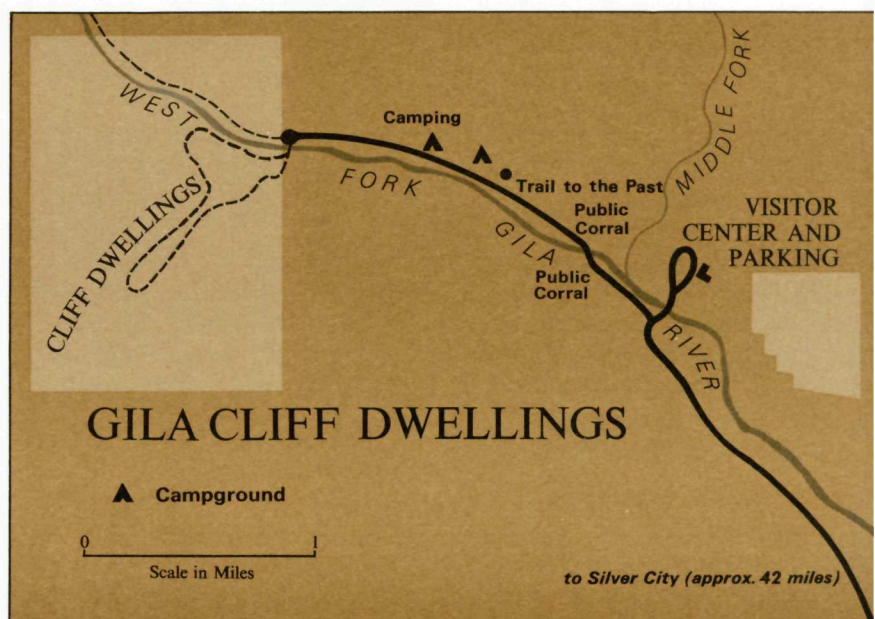 WEST
FORK
GILA
RIVER
MIDDLE FORK
CLIFF DWELLINGS
Camping
Trail to the Past
Public
Corral
Public
Corral
VISITOR
CENTER AND
PARKING
GILA CLIFF DWELLINGS
Campground
0 1
Scale in Miles
to Silver City (approx. 42 miles)